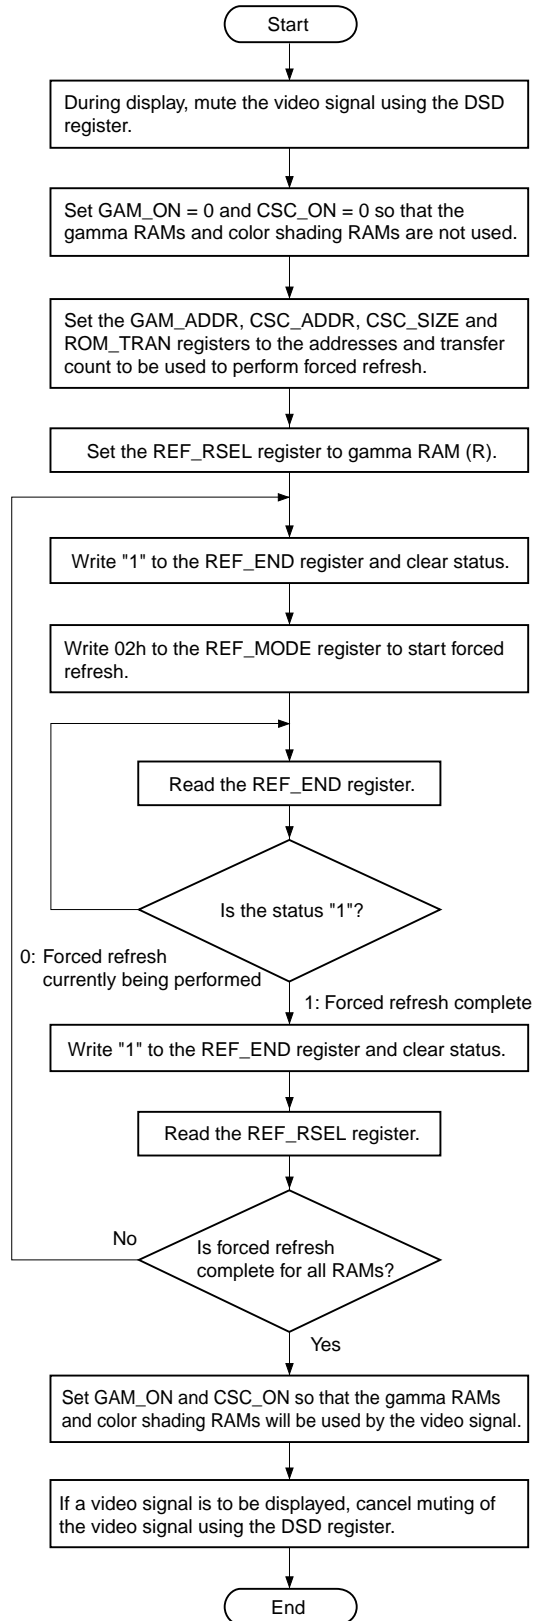 Start
During display, mute the video signal using the DSD
register.
Set GAM_ON = 0 and CSC_ON = 0 so that the
gamma RAMs and color shading RAMs are not used.
Set the GAM_ADDR, CSC_ADDR, CSC_SIZE and
ROM_TRAN registers to the addresses and transfer
count to be used to perform forced refresh.
Set the REF_RSEL register to gamma RAM (R).
Write "1" to the REF_END register and clear status.
Write 02h to the REF_MODE register to start forced
refresh.
Read the REF_END register.
Is the status "1"?
0: Forced refresh
currently being performed
1: Forced refresh complete
Write "1" to the REF_END register and clear status.
Read the REF_RSEL register.
No
Is forced refresh
complete for all RAMs?
Yes
Set GAM_ON and CSC_ON so that the gamma RAMs
and color shading RAMs will be used by the video signal.
If a video signal is to be displayed, cancel muting of
the video signal using the DSD register.
End